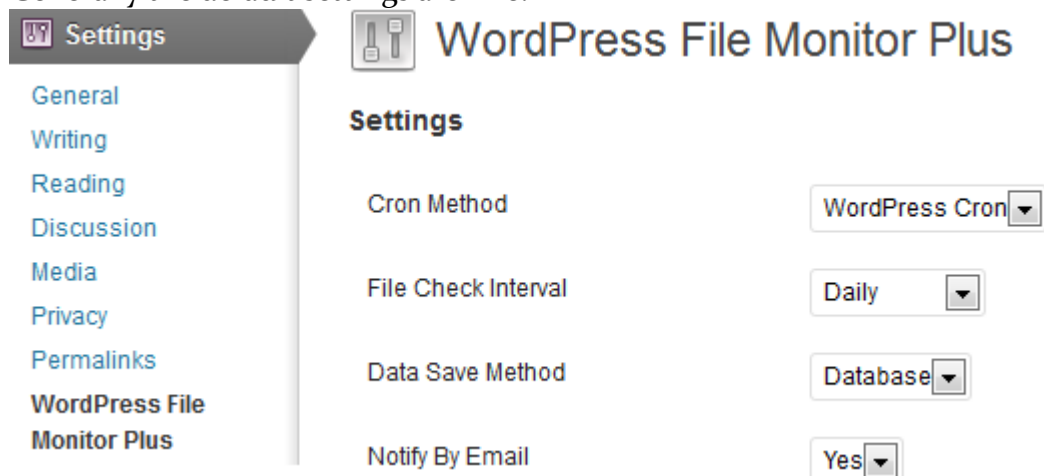 Settings
General
Writing
Reading
Discussion
Media
Privacy
Permalinks
WordPress File
Monitor Plus
WordPress File Monitor Plus
Settings
Cron Method
WordPress Cron
File Check Interval
Daily
Data Save Method
Database
Notify By Email
Yes